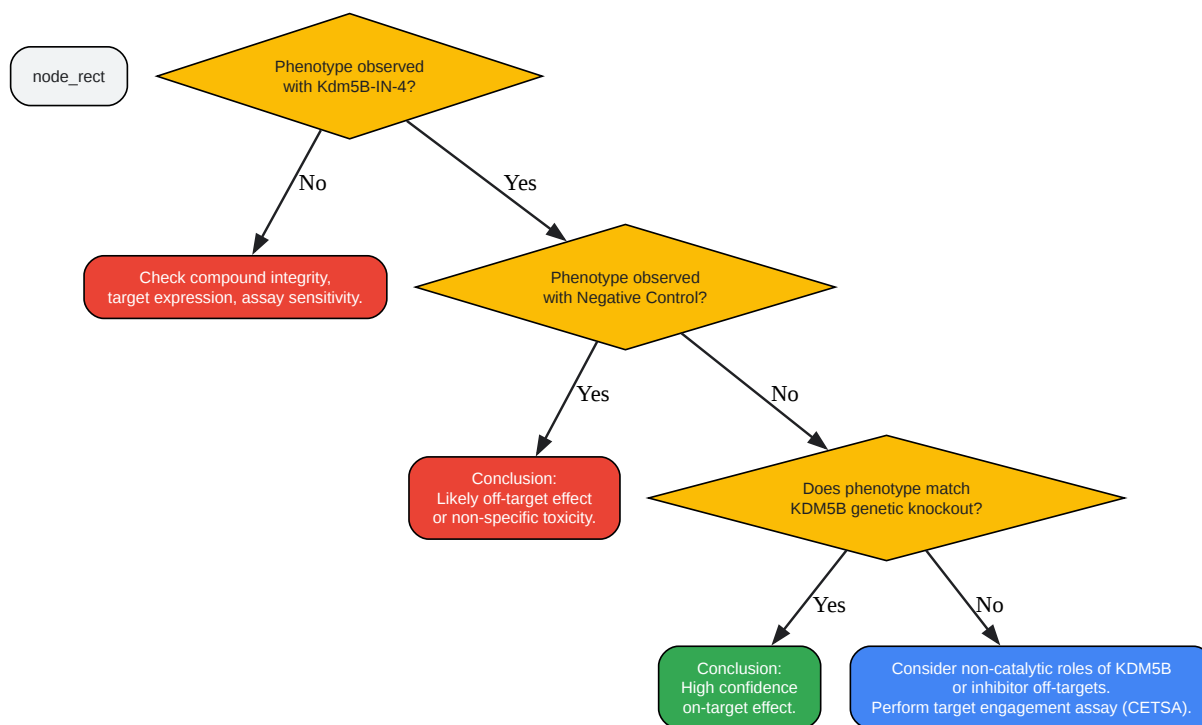 node_rect
Phenotype observed
with Kdm5B-IN-4?
No
Yes
Check compound integrity,
target expression, assay sensitivity.
Phenotype observed
with Negative Control?
Yes
No
Conclusion:
Likely off-target effect
or non-specific toxicity.
Does phenotype match
KDM5B genetic knockout?
Yes
No
Conclusion:
High confidence
on-target effect.
Consider non-catalytic roles of KDM5B
or inhibitor off-targets.
Perform target engagement assay (CETSA).